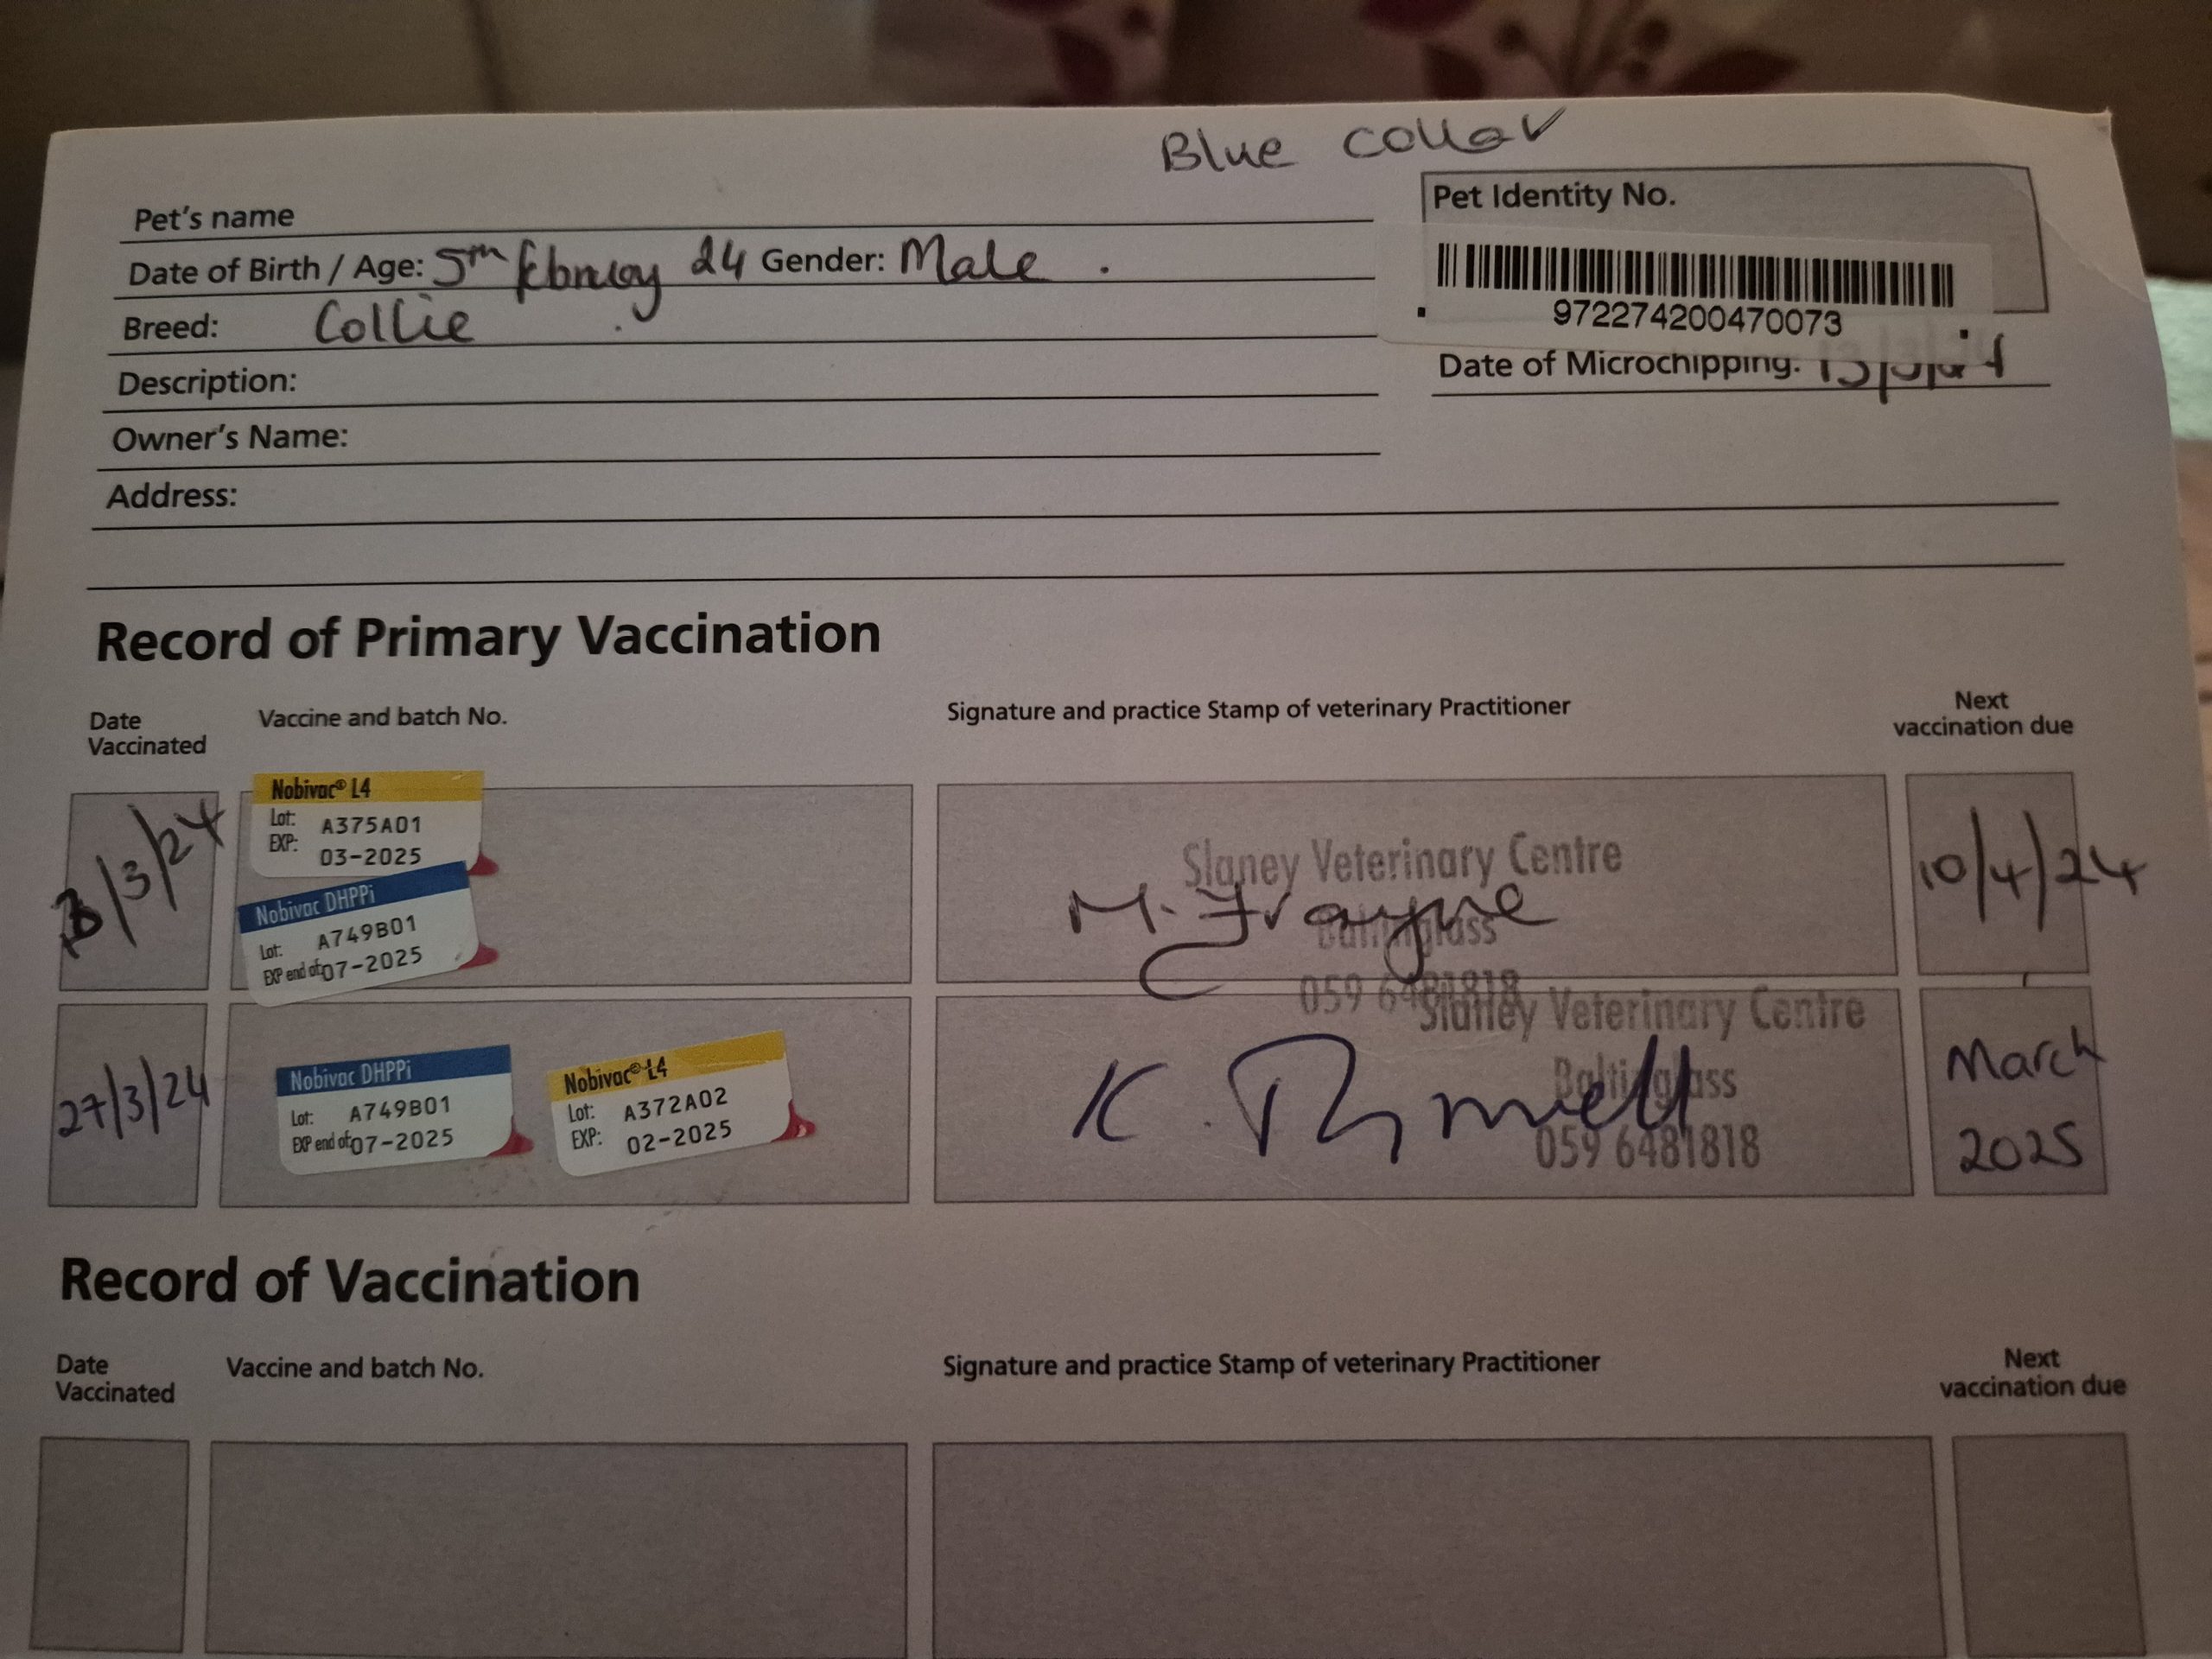 Blue collar
Pet's name
Pet Identity No.
Date of Birth / Age: 5th February 24 Gender: Male .
972274200470073
Breed: Collie
Date of Microchipping:
Description:
Owner's Name:
Address:
Record of Primary Vaccination
Date Vaccinated
Vaccine and batch No.
Signature and practice Stamp of veterinary Practitioner
Next vaccination due
13/3/24
Nobivac® L4
Lot: A375A01
EXP: 03-2025
Nobivac DHPPi
Lot: A749B01
EXP end of: 07-2025
Slaney Veterinary Centre
M. Frayne
Baltinglass
059 6481818
10/4/24
27/3/24
Nobivac DHPPi
Lot: A749B01
EXP end of: 07-2025
Nobivac® L4
Lot: A372A02
EXP: 02-2025
Slaney Veterinary Centre
K.
Baltinglass
059 6481818
March
2025
Record of Vaccination
Date Vaccinated
Vaccine and batch No.
Signature and practice Stamp of veterinary Practitioner
Next vaccination due